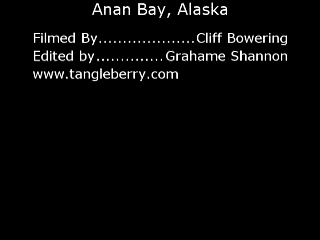 Anan Bay, Alaska
Filmed By....................Cliff Bowering
Edited by..............Grahame Shannon
www.tangleberry.com